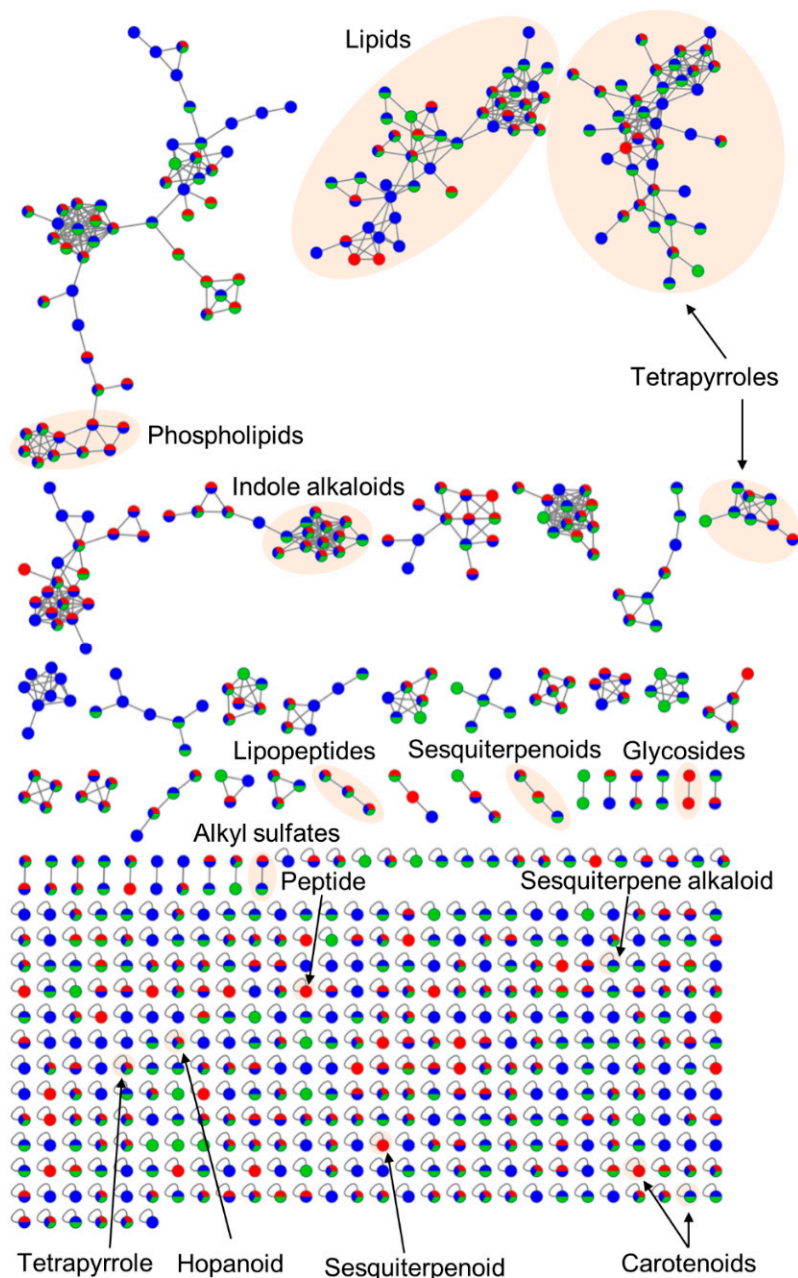 Lipids
Tetrapyrroles
Phospholipids
Indole alkaloids
Lipopeptides
Sesquiterpenoids
Glycosides
Alkyl sulfates
Peptide
Sesquiterpene alkaloid
Tetrapyrrole
Hopanoid
Sesquiterpenoid
Carotenoids